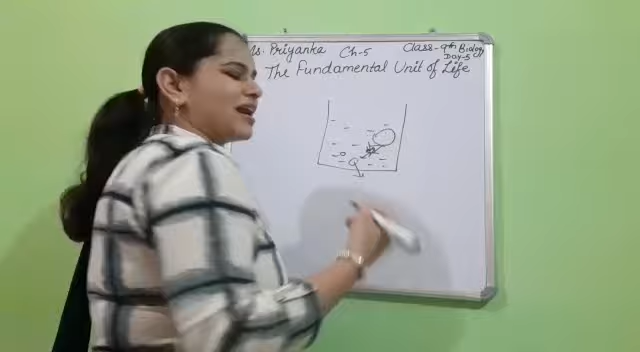 Ms. Priyanka Ch-5 Class-9th Biology
Day-5
The Fundamental Unit of Life